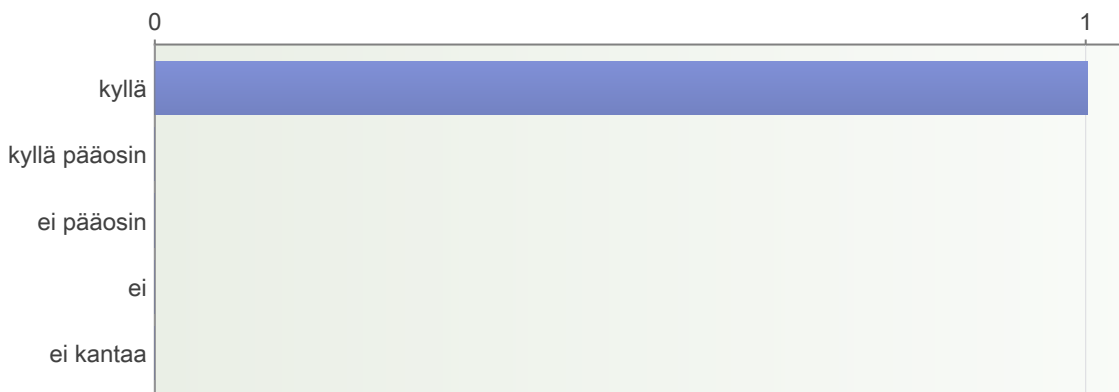 0 1
kyllä
kyllä pääosin
ei pääosin
ei
ei kantaa